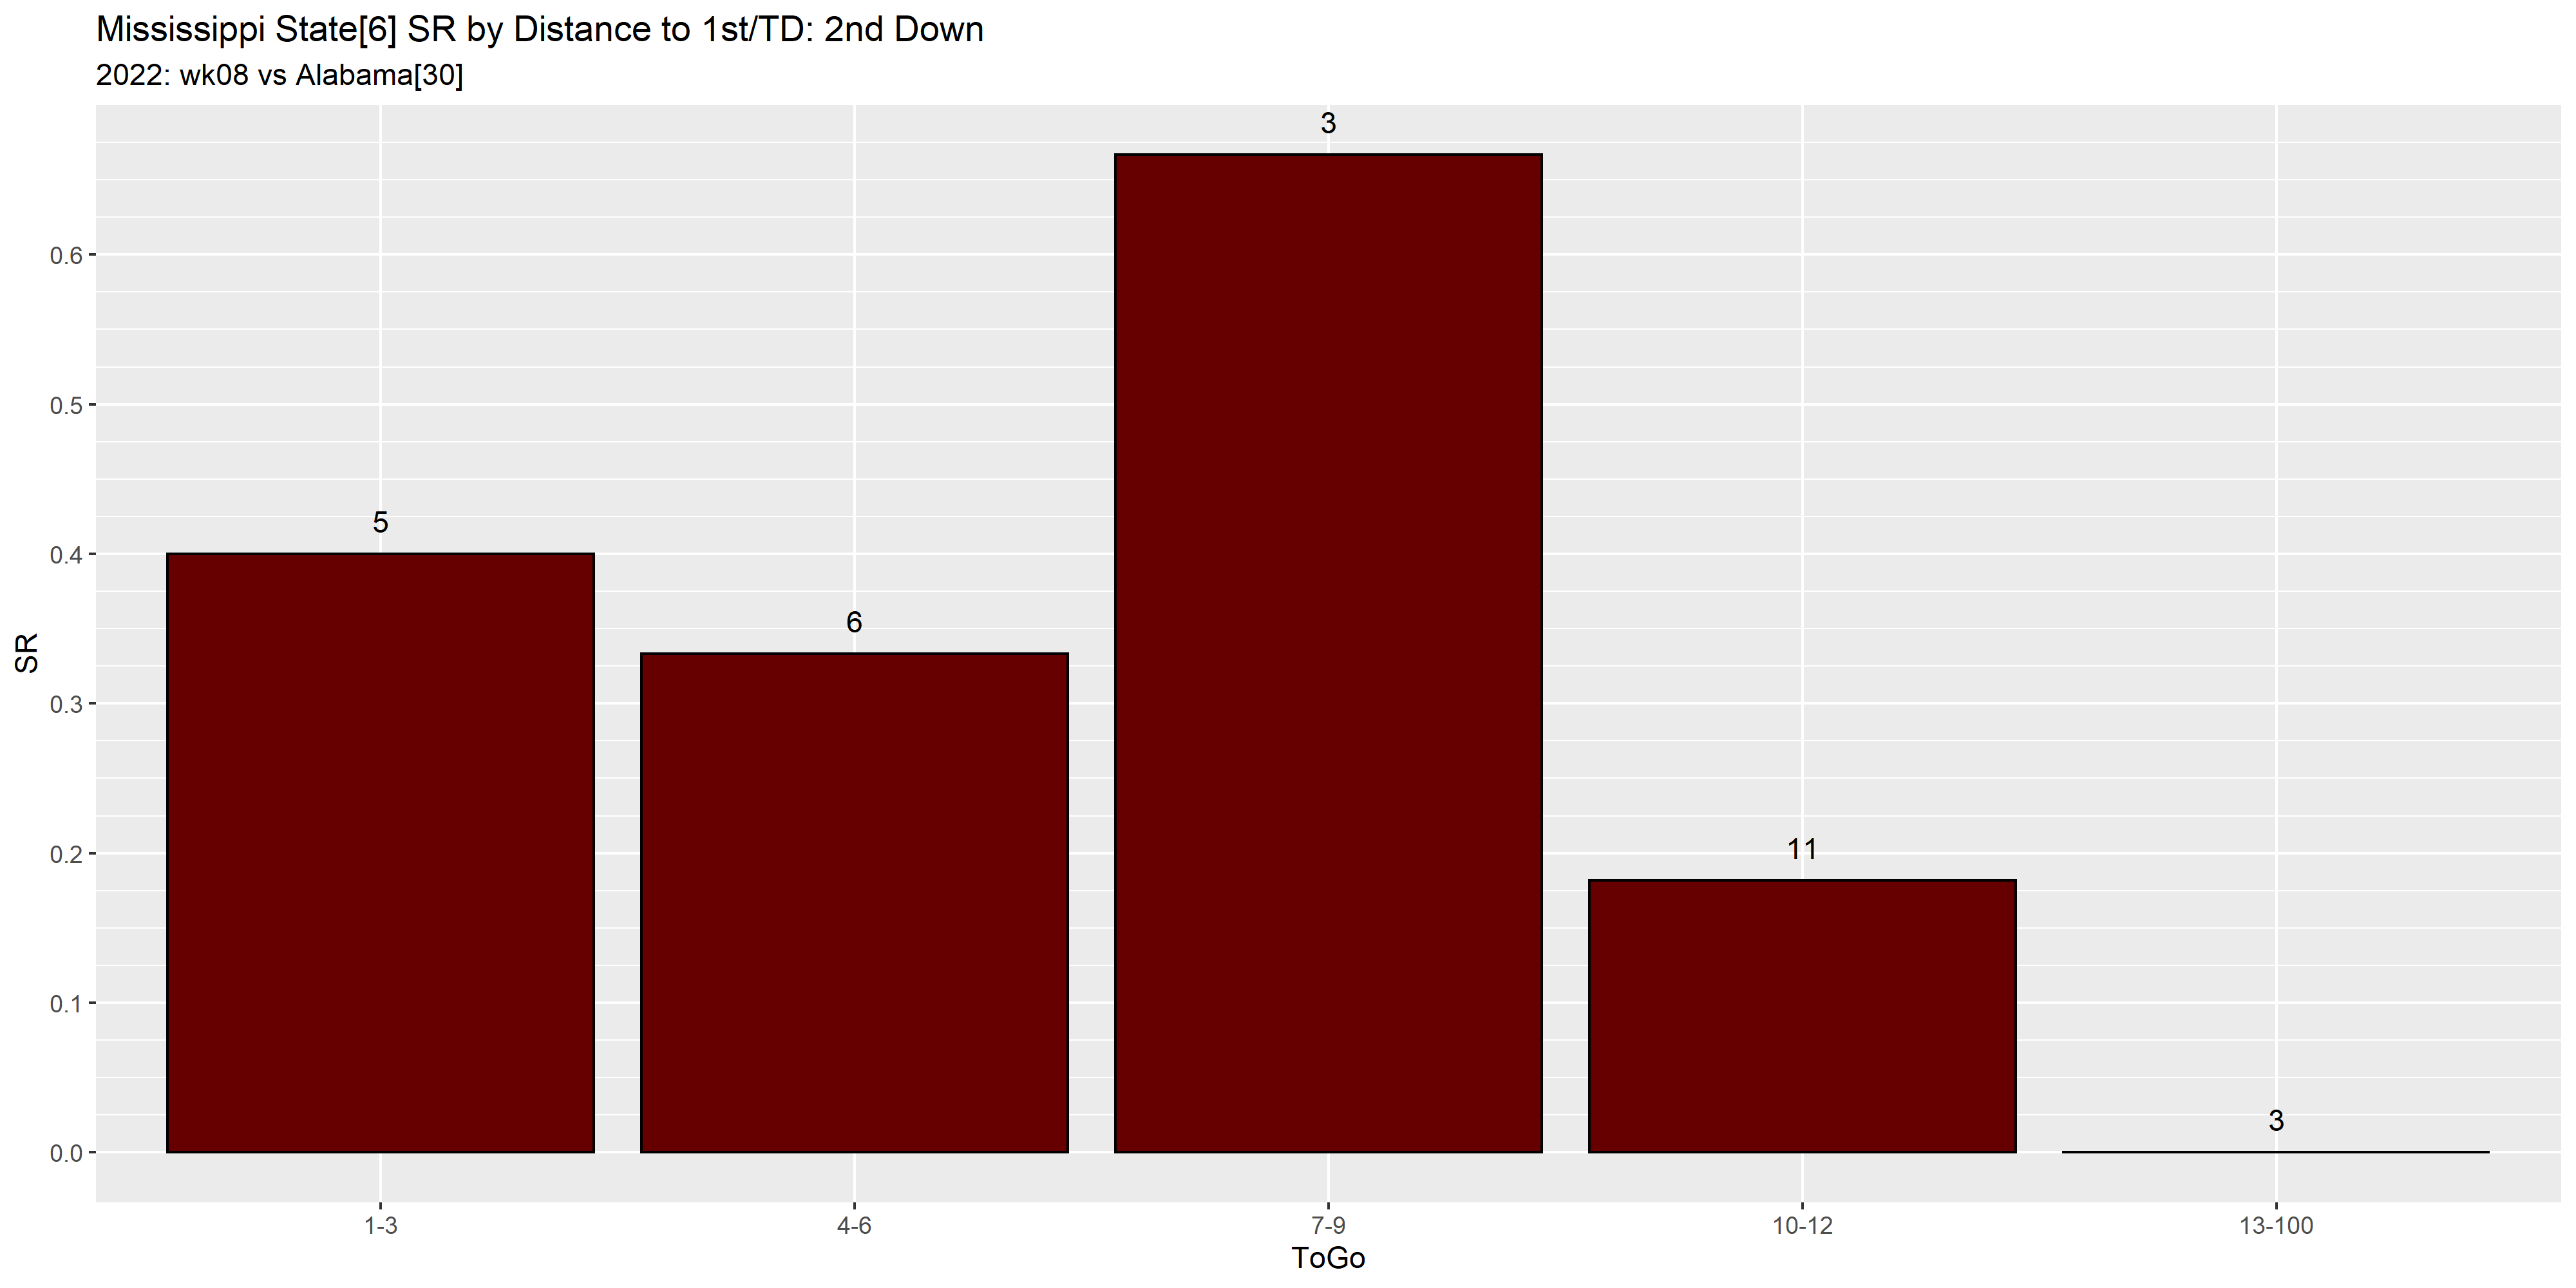 Mississippi State[6] SR by Distance to 1st/TD: 2nd Down
2022: wk08 vs Alabama[30]
3
0.6
0.5
5
0.4
6
SR
0.3
11
0.2
0.1
3
0.0
1-3 4-6 7-9 10-12 13-100
ToGo